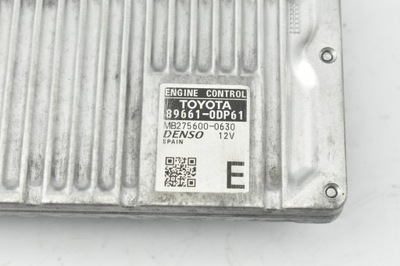 ENGINE CONTROL
TOYOTA
89661-0DP61
MB275600-0630
DENSO 12V
SPAIN
E